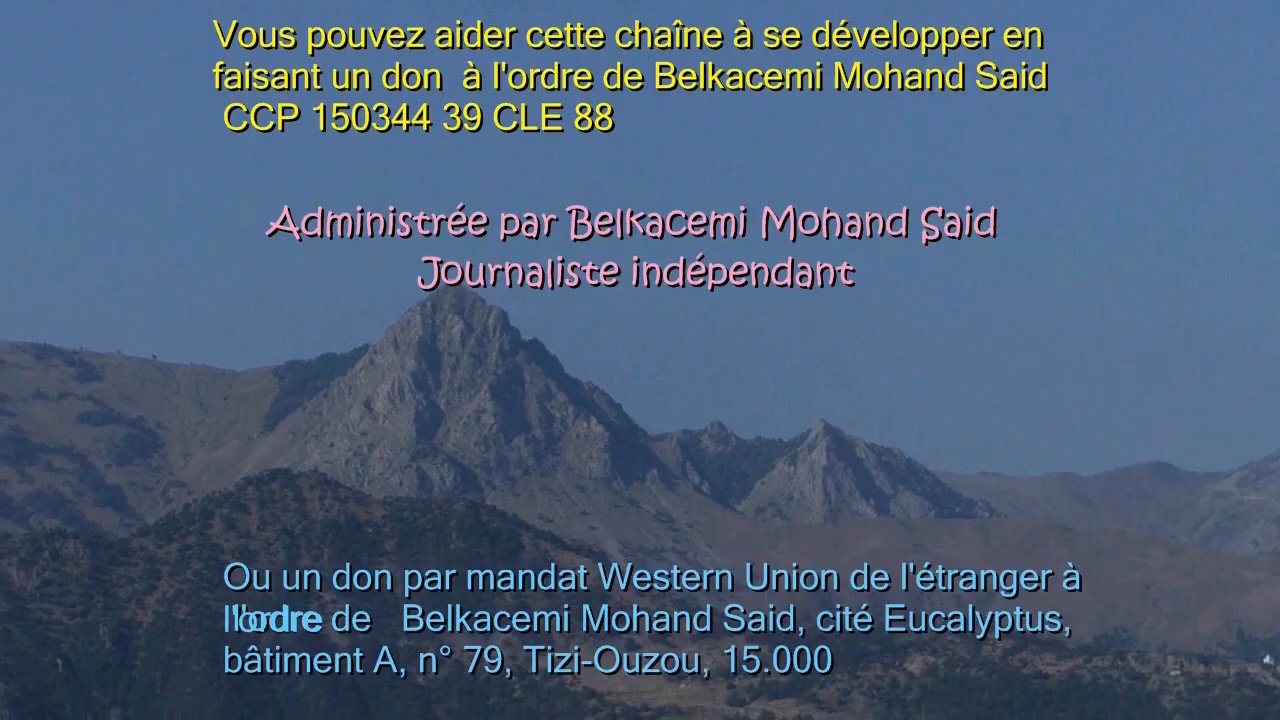 Vous pouvez aider cette chaîne à se développer en
faisant un don à l'ordre de Belkacemi Mohand Said
CCP 150344 39 CLE 88
Administrée par Belkacemi Mohand Said
Journaliste indépendant
Ou un don par mandat Western Union de l'étranger à
l'ordre de Belkacemi Mohand Said, cité Eucalyptus,
bâtiment A, n° 79, Tizi-Ouzou, 15.000